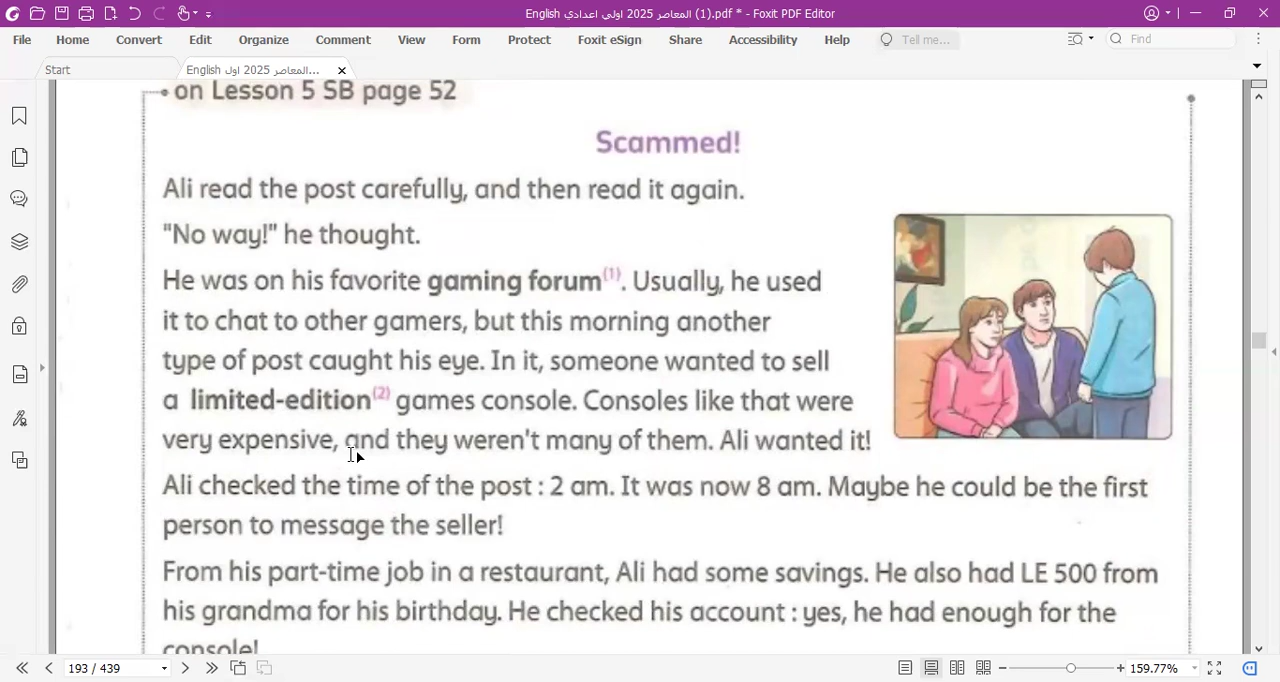 English المعاصر 2025 اولي اعدادي (1).pdf * - Foxit PDF Editor
File Home Convert Edit Organize Comment View Form Protect Foxit eSign Share Accessibility Help Tell me... Find
Start
English المعاصر 2025 اول...
on Lesson 5 SB page 52
Scammed!
Ali read the post carefully, and then read it again.
"No way!" he thought.
He was on his favorite gaming forum(1). Usually, he used
it to chat to other gamers, but this morning another
type of post caught his eye. In it, someone wanted to sell
a limited-edition(2) games console. Consoles like that were
very expensive, and they weren't many of them. Ali wanted it!
Ali checked the time of the post : 2 am. It was now 8 am. Maybe he could be the first
person to message the seller!
From his part-time job in a restaurant, Ali had some savings. He also had LE 500 from
his grandma for his birthday. He checked his account : yes, he had enough for the
console!
193 / 439
159.77%